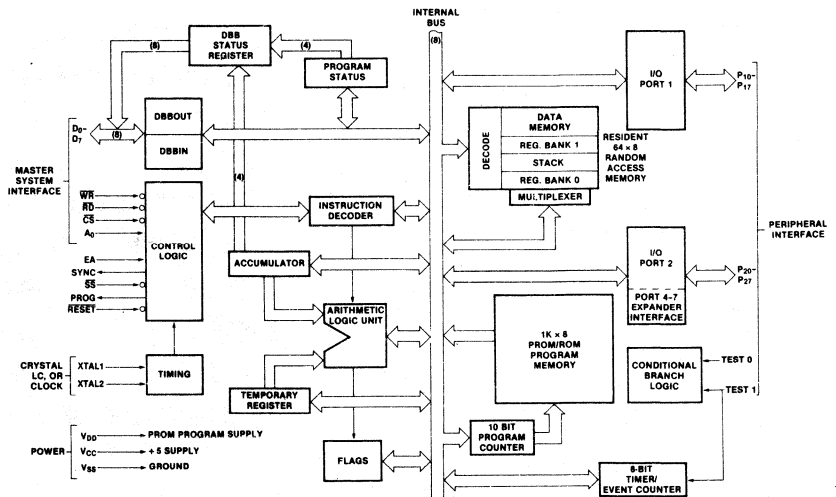 INTERNAL
BUS
(8)
DBB
STATUS
REGISTER
(8)
(4)
PROGRAM
STATUS
I/O
PORT 1
P10–
P17
DBBOUT
DBBIN
D0–
D7
(8)
MASTER
SYSTEM
INTERFACE
DECODE
DATA
MEMORY
REG. BANK 1
STACK
REG. BANK 0
MULTIPLEXER
RESIDENT
64 × 8
RANDOM
ACCESS
MEMORY
(4)
WR
RD
CS
A0
CONTROL
LOGIC
INSTRUCTION
DECODER
PERIPHERAL
INTERFACE
EA
SYNC
SS
PROG
RESET
ACCUMULATOR
I/O
PORT 2
PORT 4-7
EXPANDER
INTERFACE
P20–
P27
ARITHMETIC
LOGIC UNIT
1K × 8
PROM/ROM
PROGRAM
MEMORY
CRYSTAL
LC, OR
CLOCK
XTAL1
XTAL2
TIMING
TEMPORARY
REGISTER
CONDITIONAL
BRANCH
LOGIC
TEST 0
TEST 1
10 BIT
PROGRAM
COUNTER
POWER
VDD
PROM PROGRAM SUPPLY
VCC
+ 5 SUPPLY
VSS
GROUND
FLAGS
8-BIT
TIMER/
EVENT COUNTER